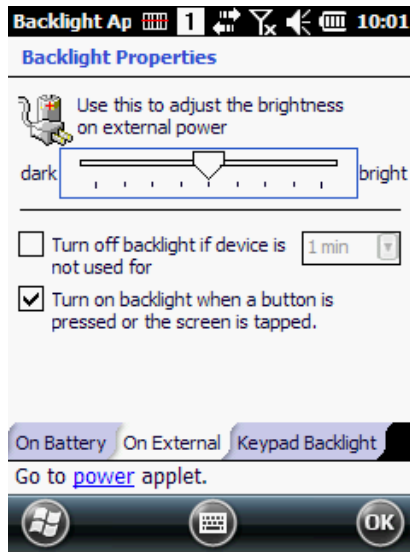 Backlight Ap 1 10:01
Backlight Properties
Use this to adjust the brightness
on external power
dark bright
Turn off backlight if device is 1 min
not used for
Turn on backlight when a button is
pressed or the screen is tapped.
On Battery On External Keypad Backlight
Go to power applet.
OK